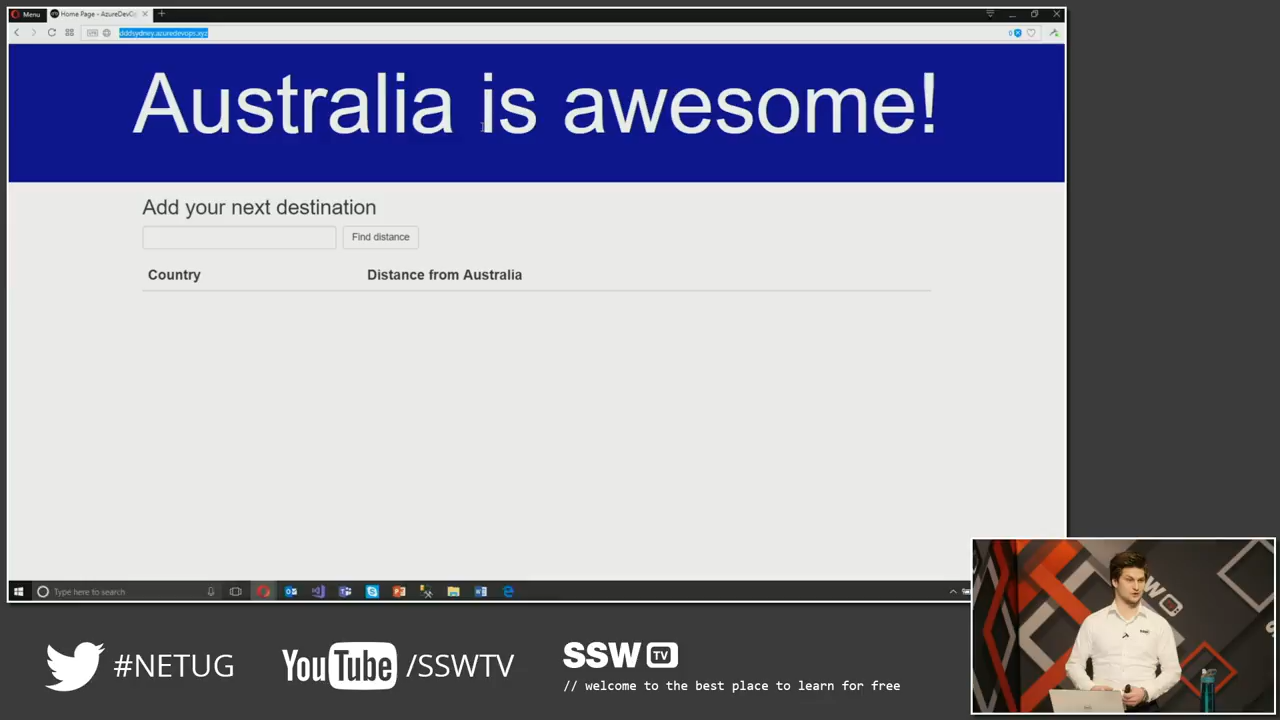 Menu
Home Page - AzureDevOp
dddsydney.azuredevops.xyz
Australia is awesome!
Add your next destination
Find distance
Country
Distance from Australia
Type here to search
#NETUG
YouTube /SSWTV
SSW TV
// welcome to the best place to learn for free